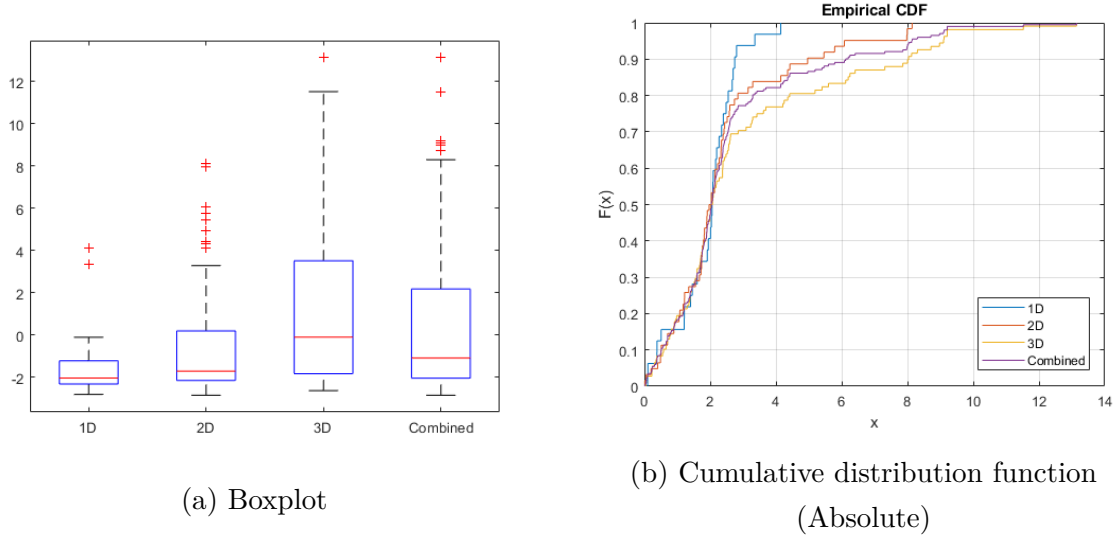 12
10
8
6
4
2
0
-2
1D
2D
3D
Combined
(a) Boxplot
Empirical CDF
1
0.9
0.8
0.7
0.6
0.5
0.4
0.3
0.2
0.1
0
F(x)
0
2
4
6
8
10
12
14
x
1D
2D
3D
Combined
(b) Cumulative distribution function
(Absolute)